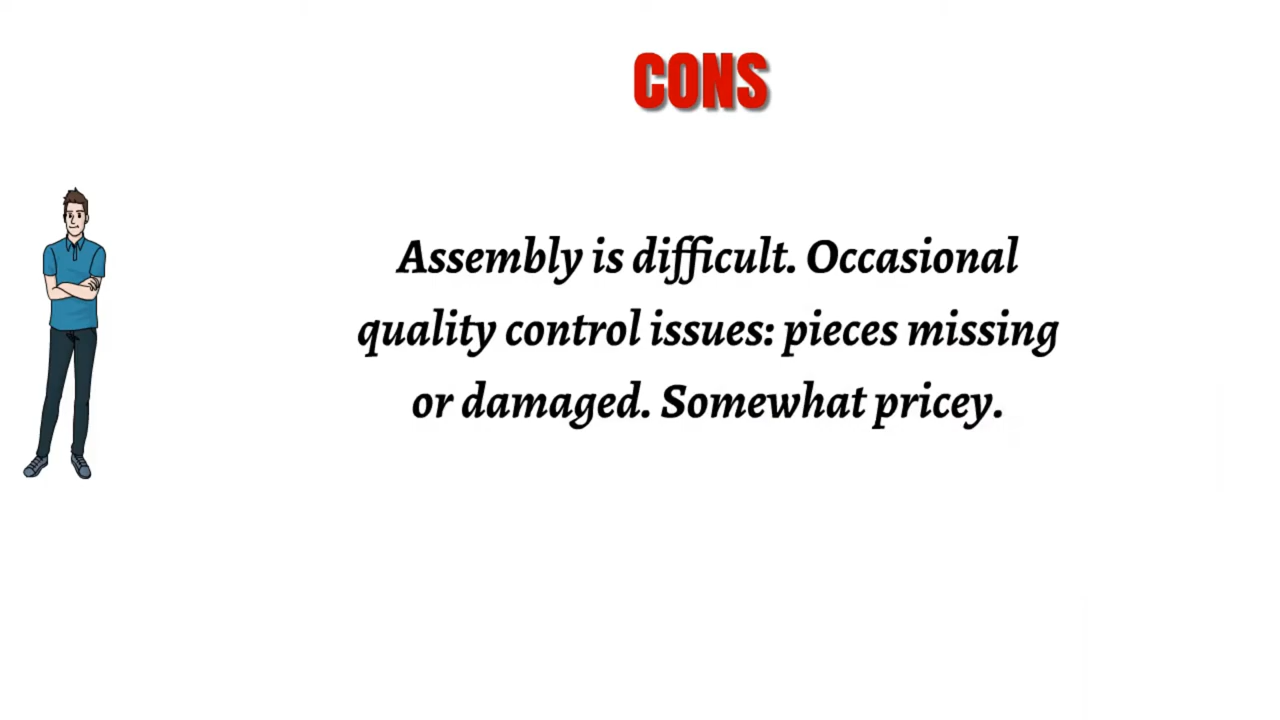 CONS
Assembly is difficult. Occasional
quality control issues: pieces missing
or damaged. Somewhat pricey.